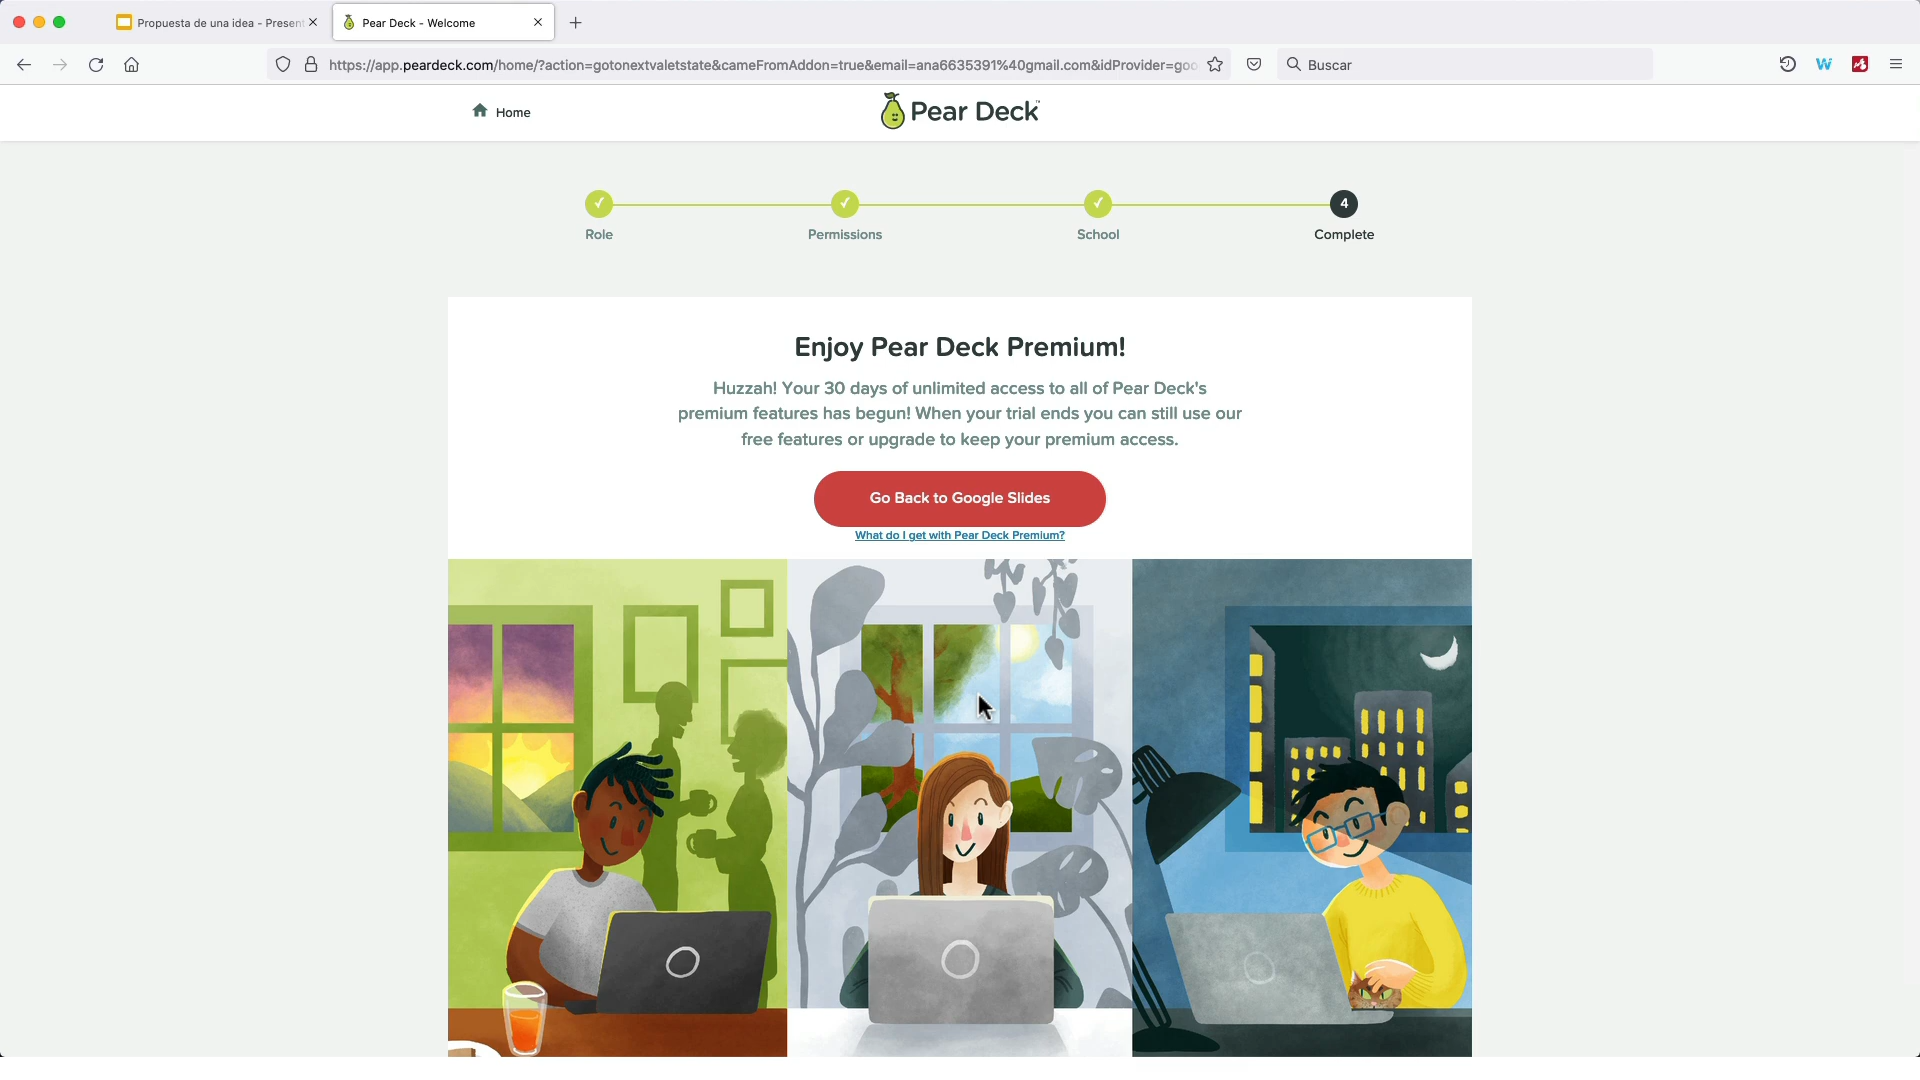 Propuesta de una idea - Present
Pear Deck - Welcome
https://app.peardeck.com/home/?action=gotonextvaletstate&cameFromAddon=true&email=ana6635391%40gmail.com&idProvider=goo
Buscar
Home
Pear Deck
4
Role
Permissions
School
Complete
Enjoy Pear Deck Premium!
Huzzah! Your 30 days of unlimited access to all of Pear Deck's
premium features has begun! When your trial ends you can still use our
free features or upgrade to keep your premium access.
Go Back to Google Slides
What do I get with Pear Deck Premium?